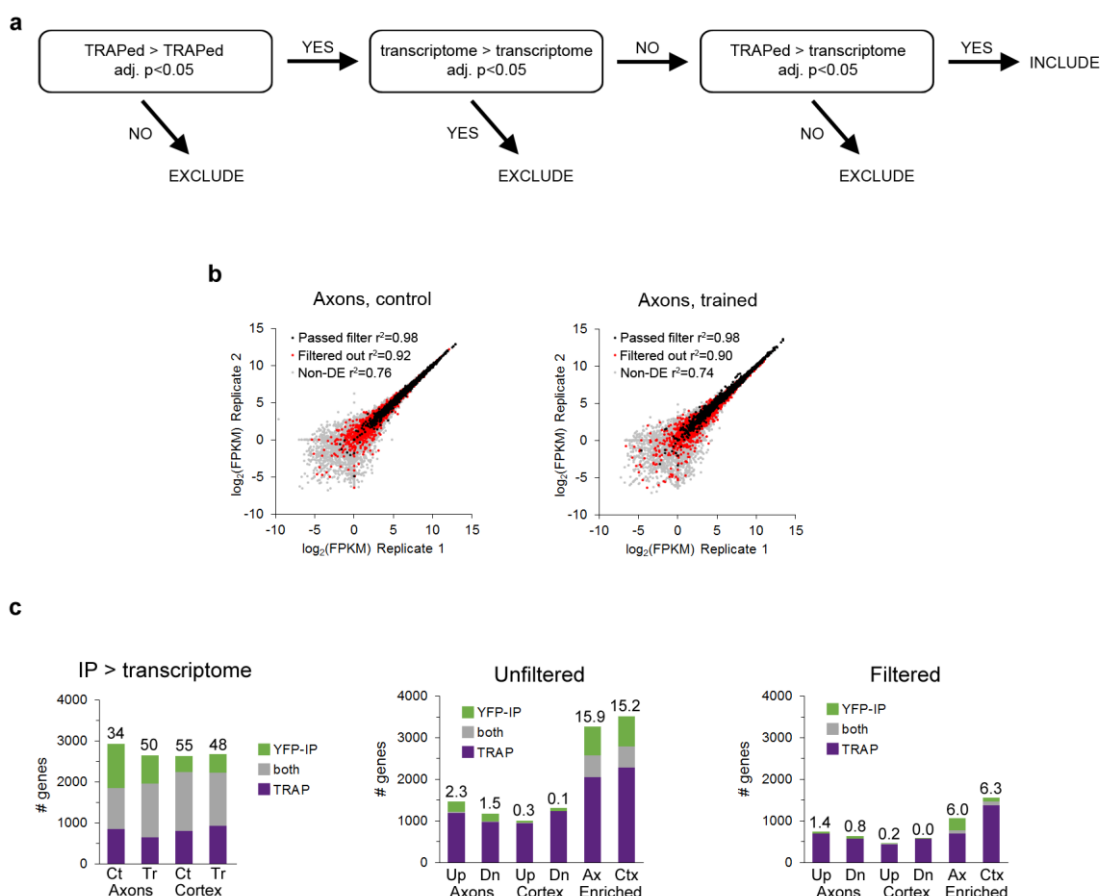 a
TRAPed > TRAPed
adj. p<0.05
YES
transcriptome > transcriptome
adj. p<0.05
NO
TRAPed > transcriptome
adj. p<0.05
YES
INCLUDE
NO
EXCLUDE
YES
EXCLUDE
NO
EXCLUDE
b
Axons, control
15
10
5
0
-5
-10
log2(FPKM) Replicate 2
Passed filter r²=0.98
Filtered out r²=0.92
Non-DE r²=0.76
-10 -5 0 5 10 15
log2(FPKM) Replicate 1
Axons, trained
15
10
5
0
-5
-10
log2(FPKM) Replicate 2
Passed filter r²=0.98
Filtered out r²=0.90
Non-DE r²=0.74
-10 -5 0 5 10 15
log2(FPKM) Replicate 1
c
IP > transcriptome
4000
3000
2000
1000
0
# genes
34 50 55 48
YFP-IP
both
TRAP
Ct Tr Ct Tr
Axons Cortex
Unfiltered
4000
3000
2000
1000
0
# genes
YFP-IP
both
TRAP
2.3 1.5 0.3 0.1 15.9 15.2
Up Dn Up Dn Ax Ctx
Axons Cortex Enriched
Filtered
4000
3000
2000
1000
0
# genes
YFP-IP
both
TRAP
1.4 0.8 0.2 0.0 6.0 6.3
Up Dn Up Dn Ax Ctx
Axons Cortex Enriched